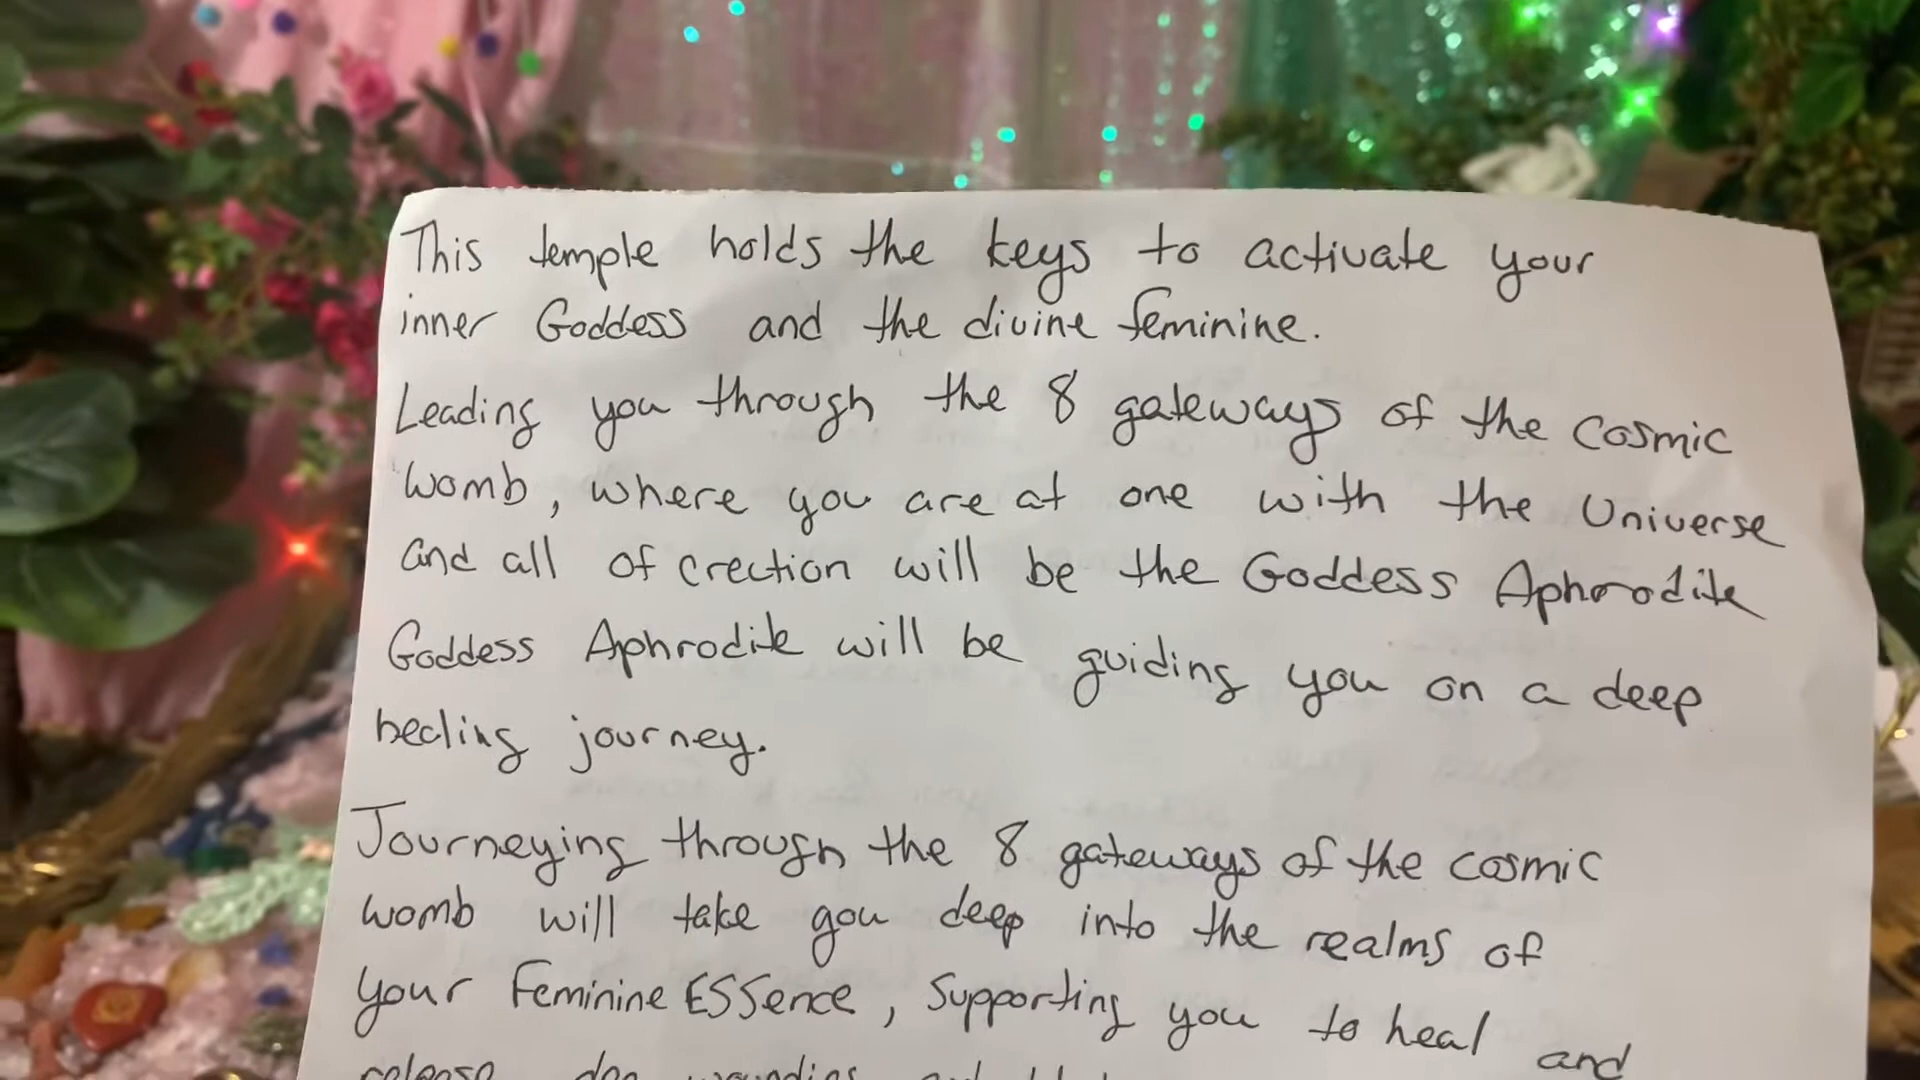 This temple holds the keys to activate your
inner Goddess and the divine feminine.
Leading you through the 8 gateways of the cosmic
womb, where you are at one with the Universe
and all of crection will be the Goddess Aphrodite
Goddess Aphrodite will be guiding you on a deep
hecling journey.
Journeying through the 8 gateways of the cosmic
womb will take you deep into the realms of
your Feminine ESSence, Supporting you to heal and
release